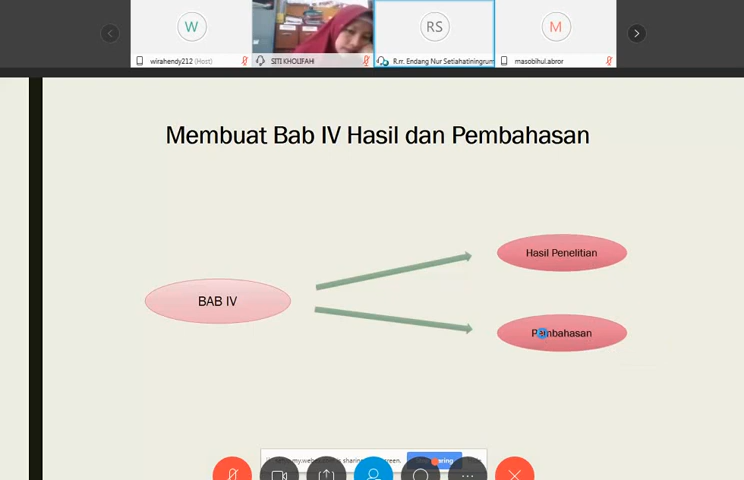 W
RS
M
wirahendy212 (Host)
SITI KHOLIFAH
R.rr. Endang Nur Setiahatiningrum
masobihul.abror
Membuat Bab IV Hasil dan Pembahasan
Hasil Penelitian
BAB IV
Pembahasan